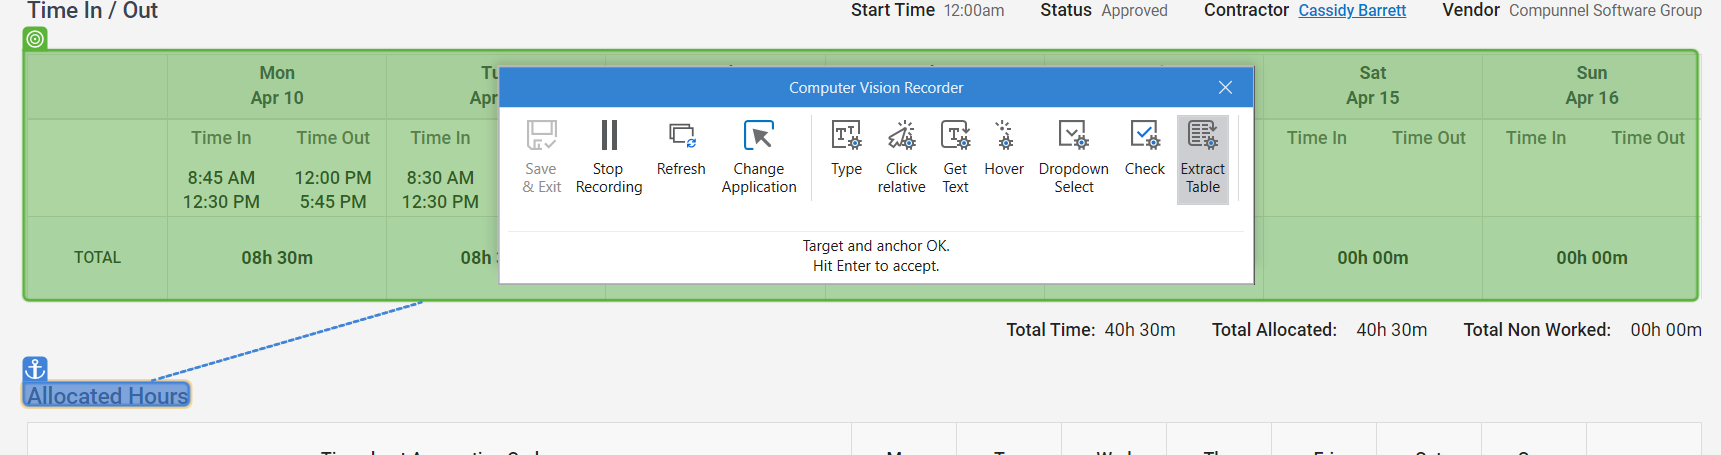 Time In / Out
Start Time 12:00am Status Approved Contractor Cassidy Barrett Vendor Compunnel Software Group
Mon
Apr 10
Apr
Sat
Apr 15
Sun
Apr 16
Computer Vision Recorder
Save & Exit
Stop Recording
Refresh
Change Application
Type
Click relative
Get Text
Hover
Dropdown Select
Check
Extract Table
Target and anchor OK.
Hit Enter to accept.
Time In Time Out Time In Time In Time Out Time In Time Out
8:45 AM 12:00 PM 8:30 AM
12:30 PM 5:45 PM 12:30 PM
TOTAL 08h 30m 08h 00h 00m 00h 00m
Total Time: 40h 30m Total Allocated: 40h 30m Total Non Worked: 00h 00m
Allocated Hours